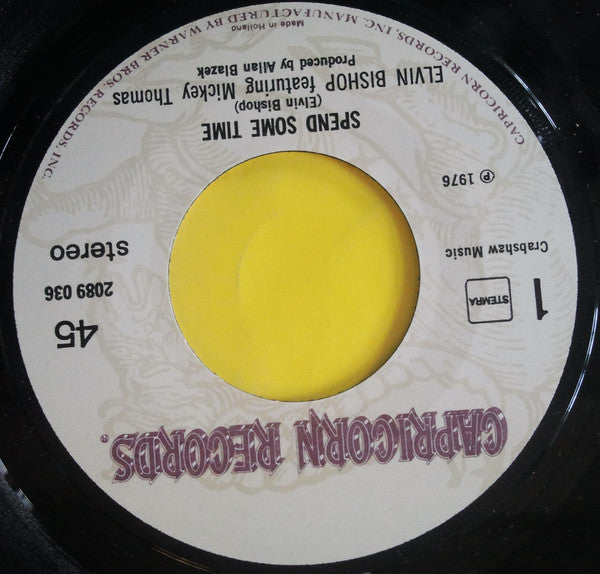 CAPRICORN RECORDS®
1
STEMRA
45
2089 036
stereo
Crabshaw Music
℗ 1976
SPEND SOME TIME
(Elvin Bishop)
ELVIN BISHOP featuring Mickey Thomas
Produced by Allan Blazek
Made in Holland
CAPRICORN RECORDS, INC. MANUFACTURED BY WARNER BROS. RECORDS, INC.